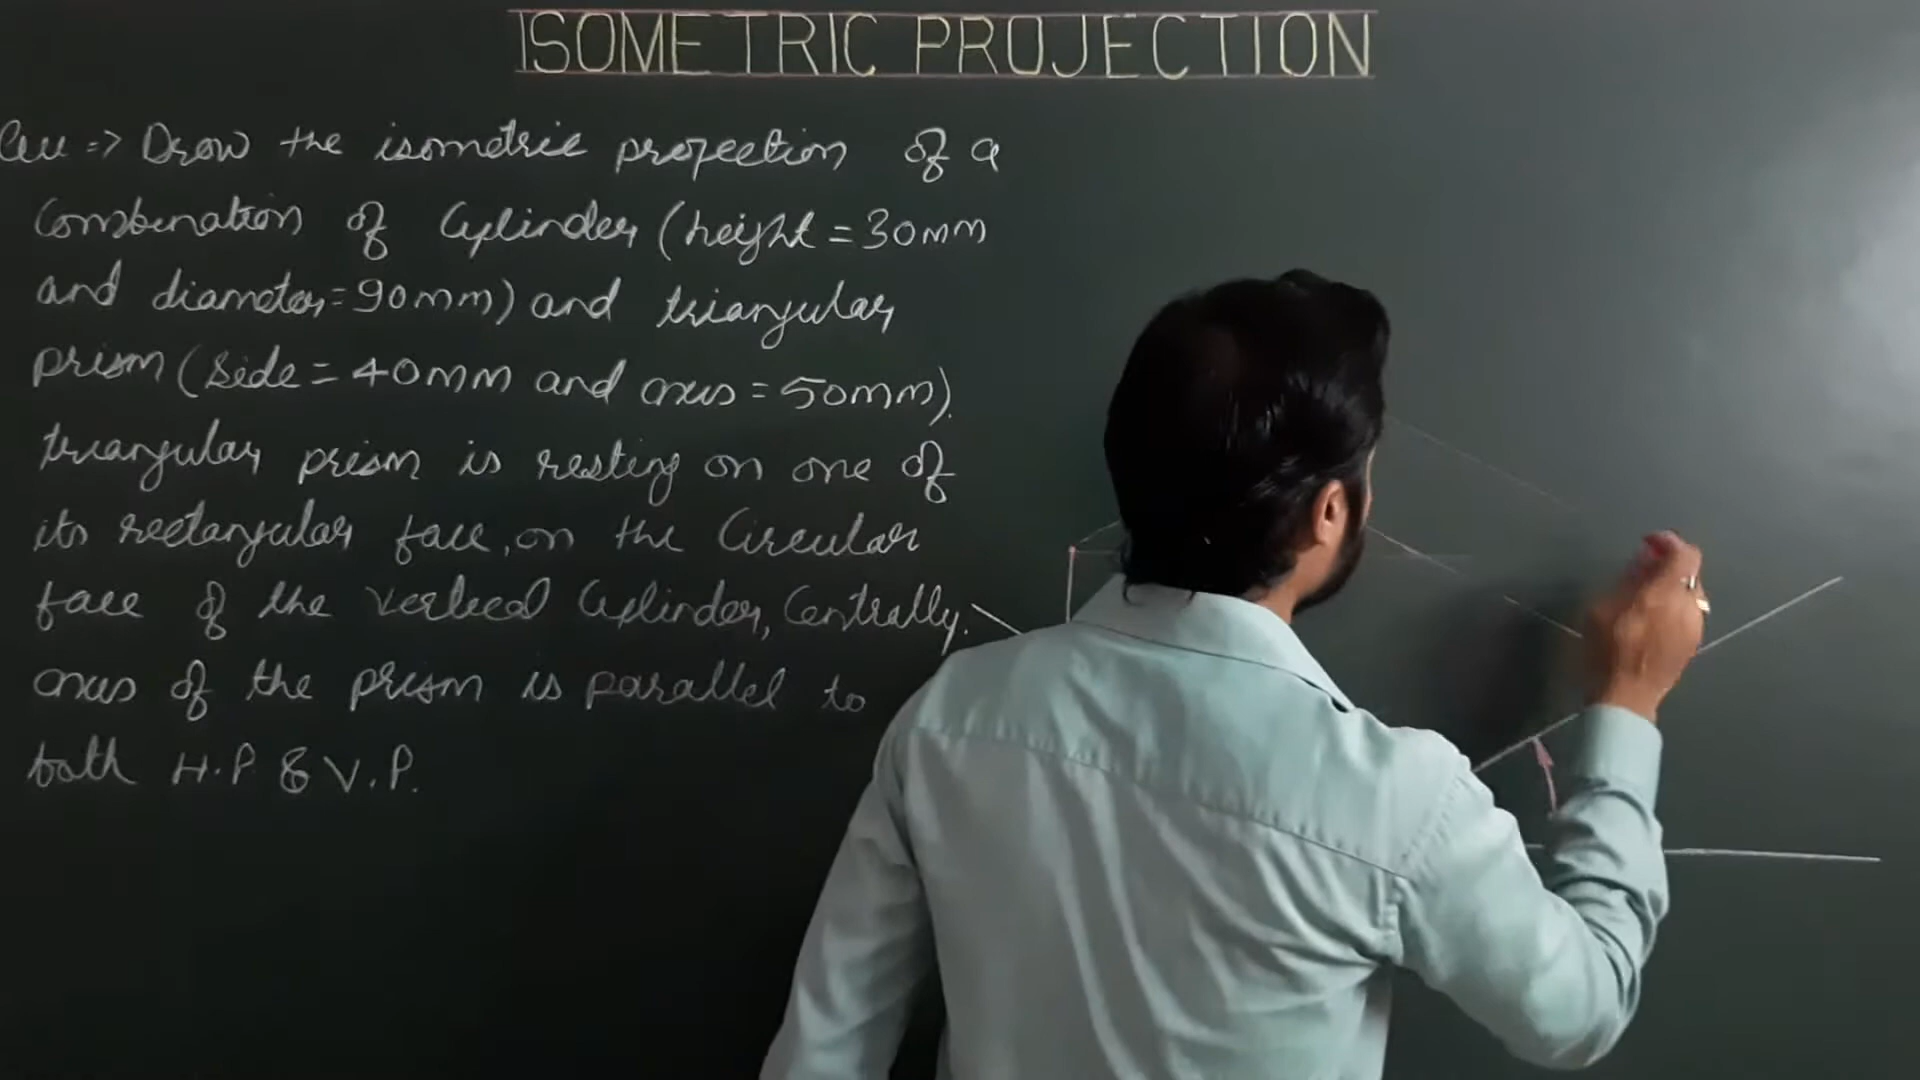 ISOMETRIC PROJECTION
=> Draw the isometric projection of a
Combination of Cylinder (height = 30mm
and diameter = 90mm) and triangular
prism (side = 40mm and axis = 50mm).
triangular prism is resting on one of
its rectangular face, on the Circular
face of the vertical Cylinder, Centrally.
axis of the prism is parallel to
both H.P & V.P.